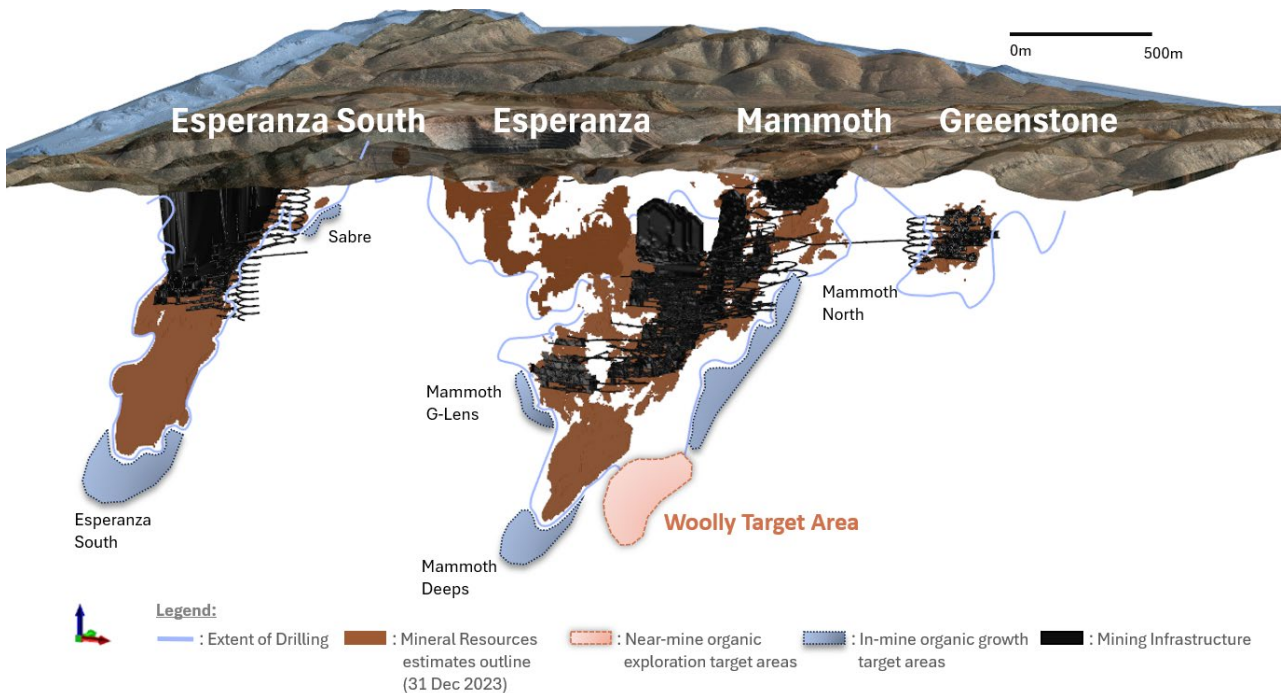 0m 500m
Esperanza South Esperanza Mammoth Greenstone
Sabre
Mammoth
North
Mammoth
G-Lens
Woolly Target Area
Esperanza
South
Mammoth
Deeps
Legend:
: Extent of Drilling
: Mineral Resources
estimates outline
(31 Dec 2023)
: Near-mine organic
exploration target areas
: In-mine organic growth
target areas
: Mining Infrastructure